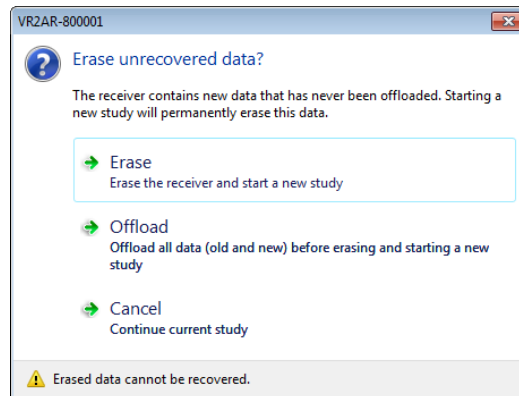 VR2AR-800001
Erase unrecovered data?
The receiver contains new data that has never been offloaded. Starting a
new study will permanently erase this data.
Erase
Erase the receiver and start a new study
Offload
Offload all data (old and new) before erasing and starting a new
study
Cancel
Continue current study
Erased data cannot be recovered.